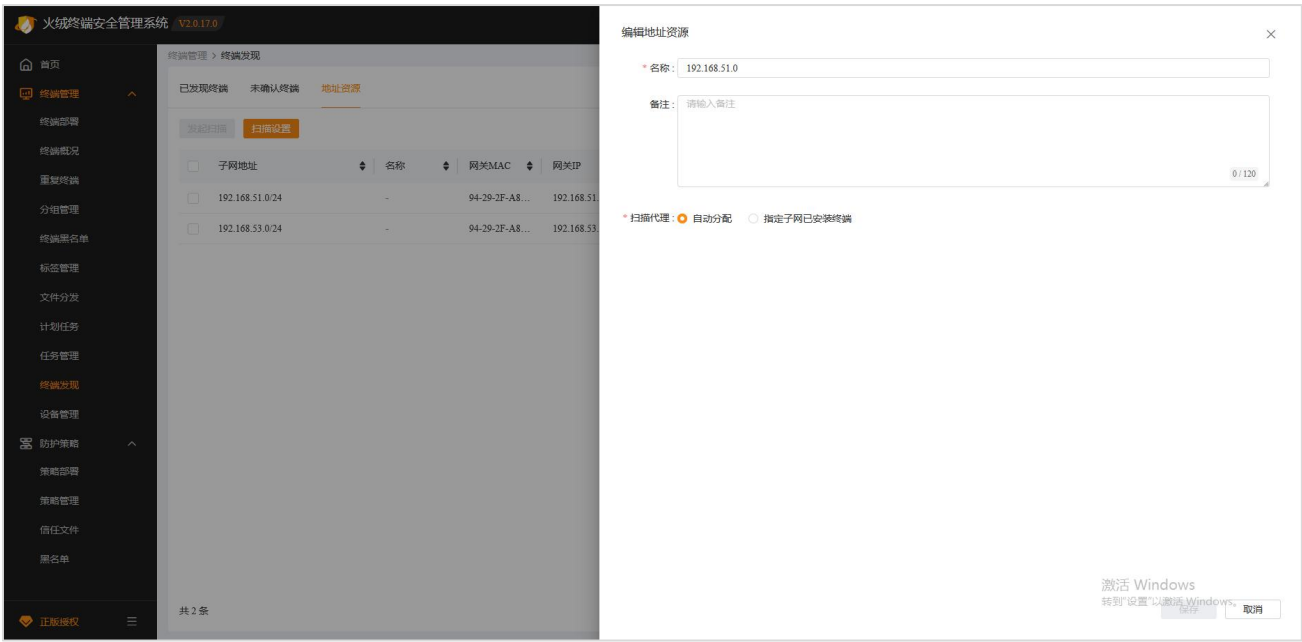 火绒终端安全管理系统 V2.0.17.0
首页
终端管理
终端部署
终端概况
重复终端
分组管理
终端黑名单
标签管理
文件分发
计划任务
任务管理
终端发现
设备管理
防护策略
策略部署
策略管理
信任文件
黑名单
正版授权
终端管理 > 终端发现
已发现终端 未确认终端 地址资源
发起扫描 扫描设置
子网地址 名称 网关MAC 网关IP
192.168.51.0/24 - 94-29-2F-A8... 192.168.51.
192.168.53.0/24 - 94-29-2F-A8... 192.168.53.
共 2 条
编辑地址资源
* 名称 : 192.168.51.0
备注 : 请输入备注
0 / 120
* 扫描代理 : 自动分配 指定子网已安装终端
激活 Windows
转到"设置"以激活 Windows。
保存 取消